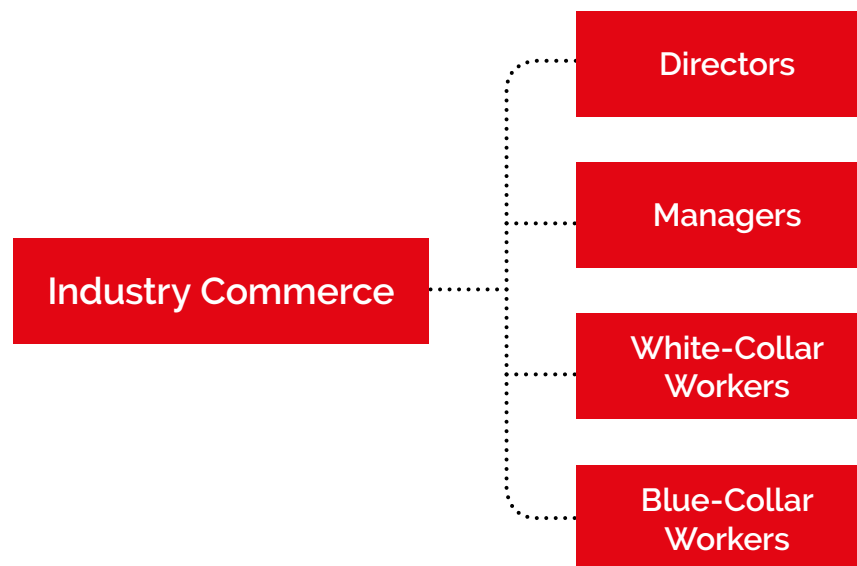 Directors
Managers
Industry Commerce
White-Collar
Workers
Blue-Collar
Workers